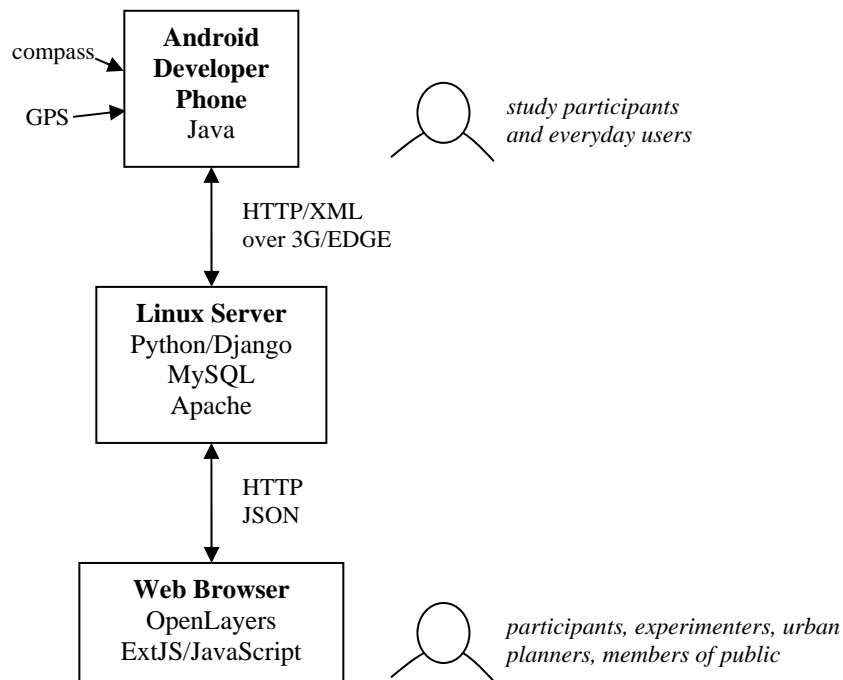 Android
Developer
Phone
Java
compass
GPS
study participants
and everyday users
HTTP/XML
over 3G/EDGE
Linux Server
Python/Django
MySQL
Apache
HTTP
JSON
Web Browser
OpenLayers
ExtJS/JavaScript
participants, experimenters, urban
planners, members of public